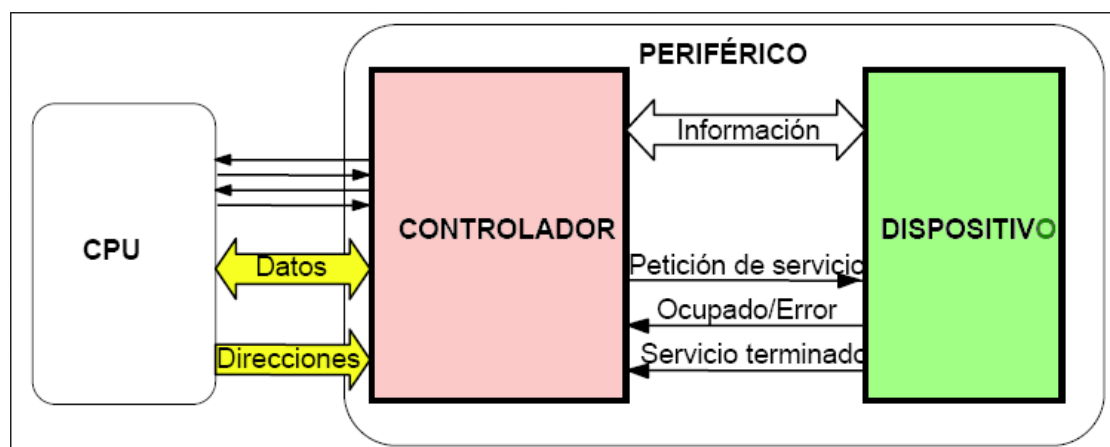 PERIFÉRICO
Información
CONTROLADOR
DISPOSITIVO
CPU
Datos
Petición de servicio
Ocupado/Error
Direcciones
Servicio terminado